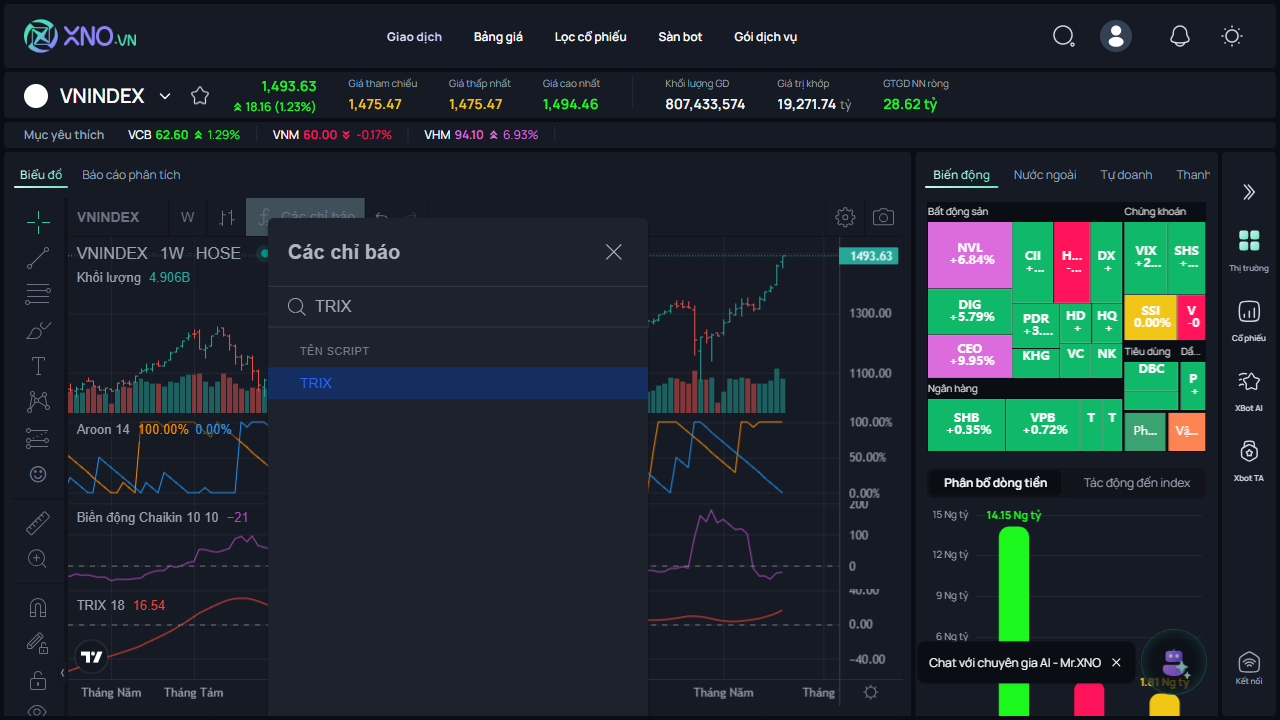 XNO.VN
Giao dịch Bảng giá Lọc cổ phiếu Sàn bot Gói dịch vụ
VNINDEX
1,493.63
18.16 (1.23%)
Giá tham chiếu
1,475.47
Giá thấp nhất
1,475.47
Giá cao nhất
1,494.46
Khối lượng GD
807,433,574
Giá trị khớp
19,271.74 tỷ
GTGD NN ròng
28.62 tỷ
Mục yêu thích VCB 62.60 1.29% VNM 60.00 -0.17% VHM 94.10 6.93%
Biểu đồ Báo cáo phân tích
VNINDEX W Các chỉ báo
VNINDEX 1W HOSE
Khối lượng 4.906B
1493.63
1300.00
1100.00
Các chỉ báo
TRIX
TÊN SCRIPT
TRIX
Aroon 14 100.00% 0.00%
100.00%
50.00%
0.00%
Biến động Chaikin 10 10 −21
200
100
0
TRIX 18 16.54
40.00
0.00
−40.00
Tháng Năm Tháng Tám Tháng Năm Tháng
Biến động Nước ngoài Tự doanh Thanh
Bất động sản
NVL
+6.84%
DIG
+5.79%
CEO
+9.95%
CII
+...
H...
-...
DX
+
PDR
+3....
HD
+
HQ
+
KHG
VC
NK
Chứng khoán
VIX
+2...
SHS
+...
SSI
0.00%
V
-0
Tiêu dùng
DBC
Dầ...
P
+
Ngân hàng
SHB
+0.35%
VPB
+0.72%
T
T
Ph...
Vậ...
Phân bổ dòng tiền Tác động đến index
15 Ng tỷ
14.15 Ng tỷ
12 Ng tỷ
9 Ng tỷ
6 Ng tỷ
1.81 Ng tỷ
Chat với chuyên gia AI - Mr.XNO
Thị trường
Cổ phiếu
XBot AI
Xbot TA
Kết nối